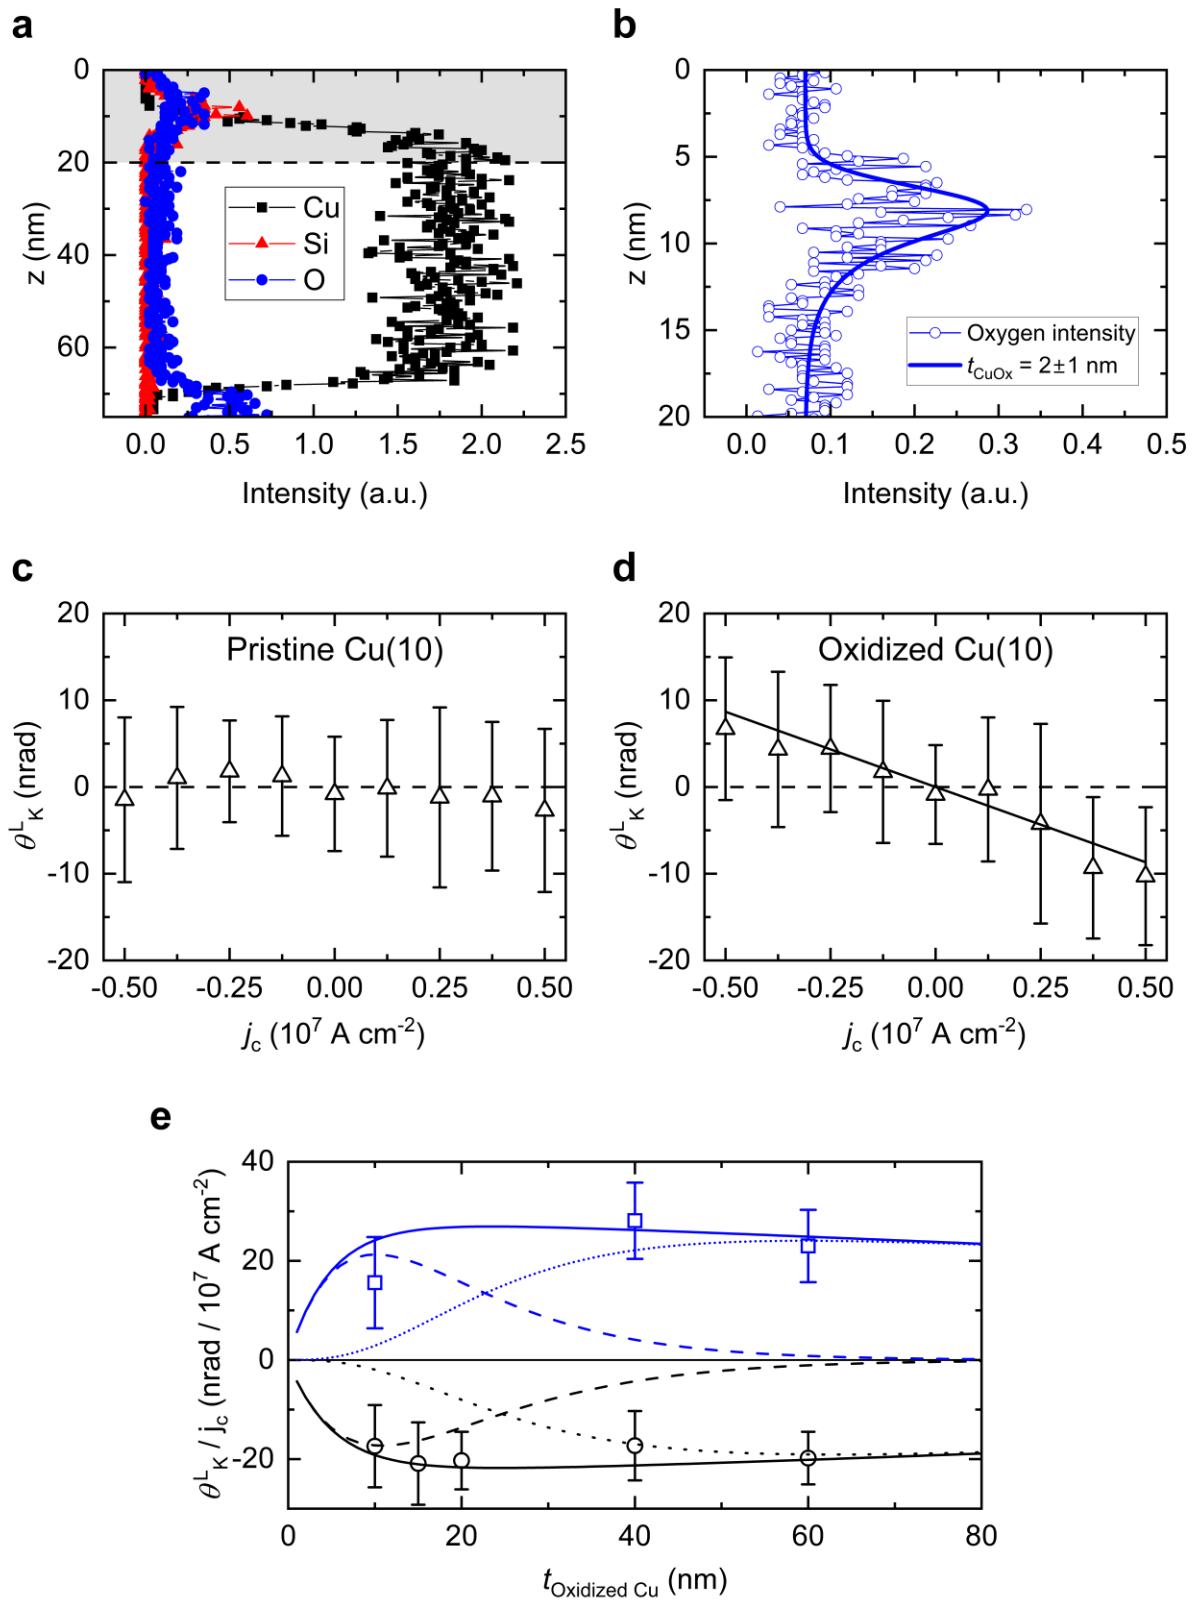 a
0
20
40
60
z (nm)
Cu
Si
O
0.0 0.5 1.0 1.5 2.0 2.5
Intensity (a.u.)
b
0
5
10
15
20
z (nm)
Oxygen intensity
tCuOx = 2±1 nm
0.0 0.1 0.2 0.3 0.4 0.5
Intensity (a.u.)
c
Pristine Cu(10)
20
10
0
-10
-20
θᴸK (nrad)
-0.50 -0.25 0.00 0.25 0.50
jc (10⁷ A cm⁻²)
d
Oxidized Cu(10)
20
10
0
-10
-20
θᴸK (nrad)
-0.50 -0.25 0.00 0.25 0.50
jc (10⁷ A cm⁻²)
e
40
20
0
-20
θᴸK / jc (nrad / 10⁷ A cm⁻²)
0 20 40 60 80
tOxidized Cu (nm)